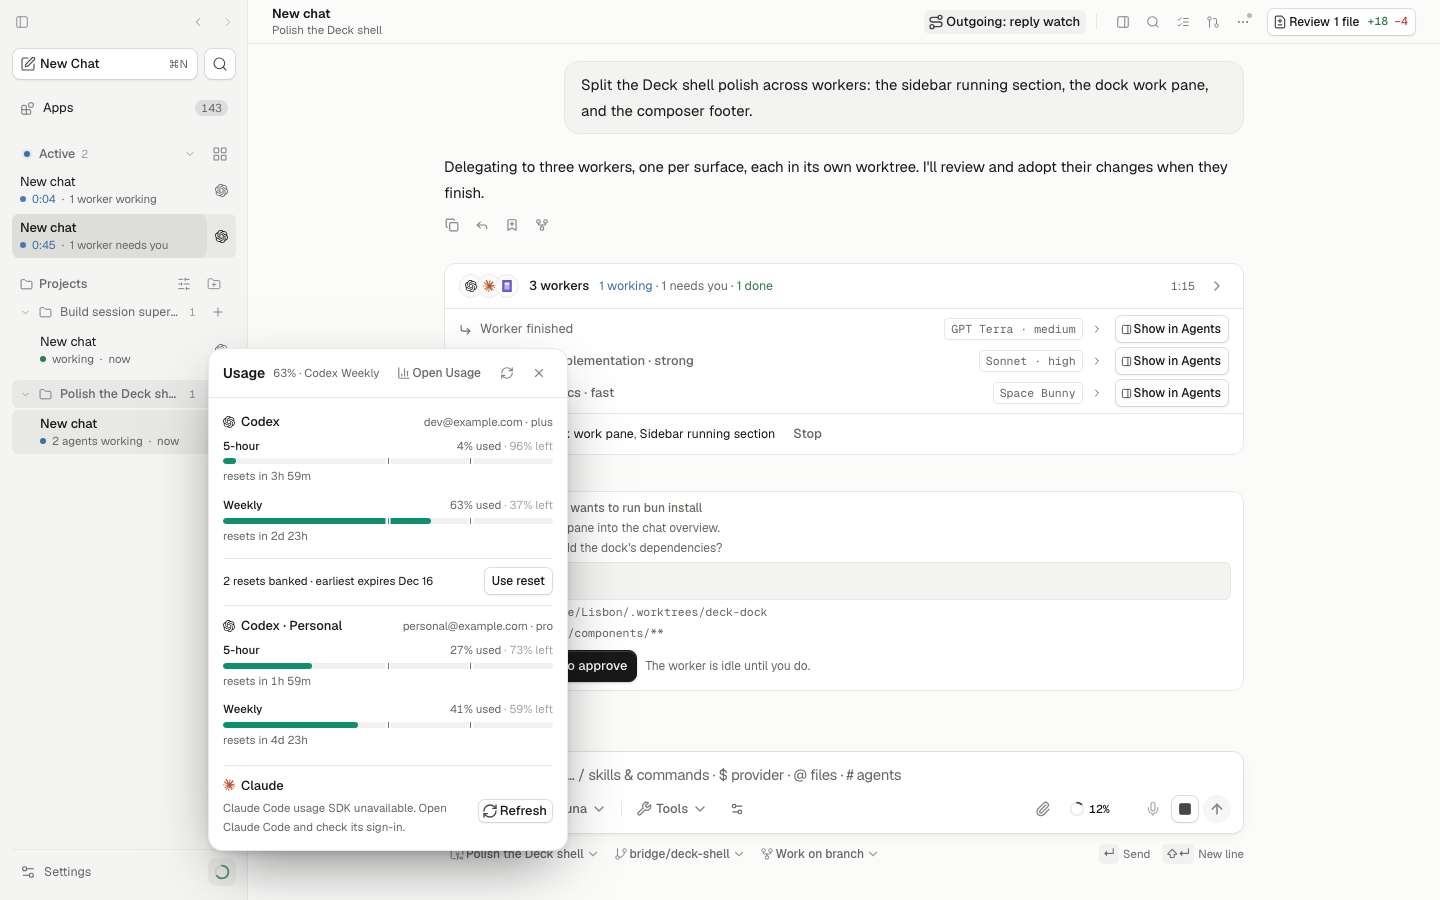 New Chat
⌘N
Apps
143
Active 2
New chat
0:04 · 1 worker working
New chat
0:45 · 1 worker needs you
Projects
Build session super... 1
New chat
working · now
Polish the Deck sh... 1
New chat
2 agents working · now
Settings
New chat
Polish the Deck shell
Outgoing: reply watch
Review 1 file +18 −4
Split the Deck shell polish across workers: the sidebar running section, the dock work pane,
and the composer footer.
Delegating to three workers, one per surface, each in its own worktree. I'll review and adopt their changes when they
finish.
3 workers 1 working · 1 needs you · 1 done
1:15
Worker finished
GPT Terra · medium
Show in Agents
plementation · strong
Sonnet · high
Show in Agents
cs · fast
Space Bunny
Show in Agents
work pane, Sidebar running section Stop
wants to run bun install
pane into the chat overview.
dd the dock's dependencies?
e/Lisbon/.worktrees/deck-dock
/components/**
o approve
The worker is idle until you do.
... / skills & commands · $ provider · @ files · # agents
una
Tools
12%
Polish the Deck shell
bridge/deck-shell
Work on branch
Send
New line
Usage 63% · Codex Weekly
Open Usage
Codex
dev@example.com · plus
5-hour
4% used · 96% left
resets in 3h 59m
Weekly
63% used · 37% left
resets in 2d 23h
2 resets banked · earliest expires Dec 16
Use reset
Codex · Personal
personal@example.com · pro
5-hour
27% used · 73% left
resets in 1h 59m
Weekly
41% used · 59% left
resets in 4d 23h
Claude
Claude Code usage SDK unavailable. Open
Claude Code and check its sign-in.
Refresh